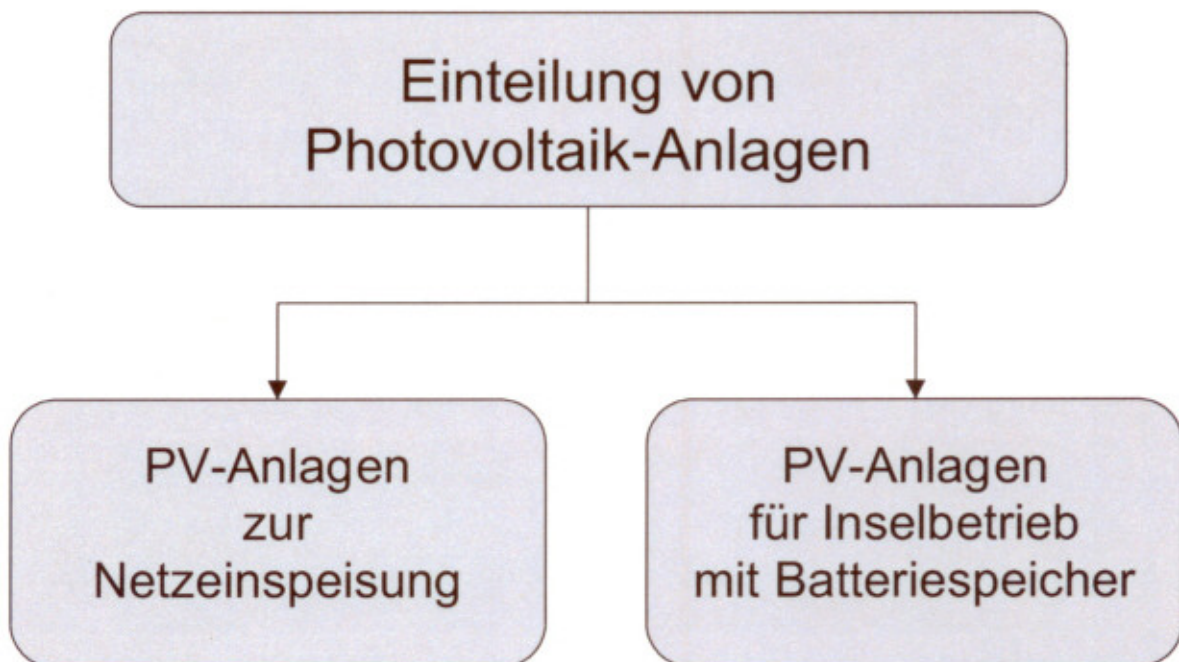 Einteilung von
Photovoltaik-Anlagen
PV-Anlagen
zur
Netzeinspeisung
PV-Anlagen
für Inselbetrieb
mit Batteriespeicher